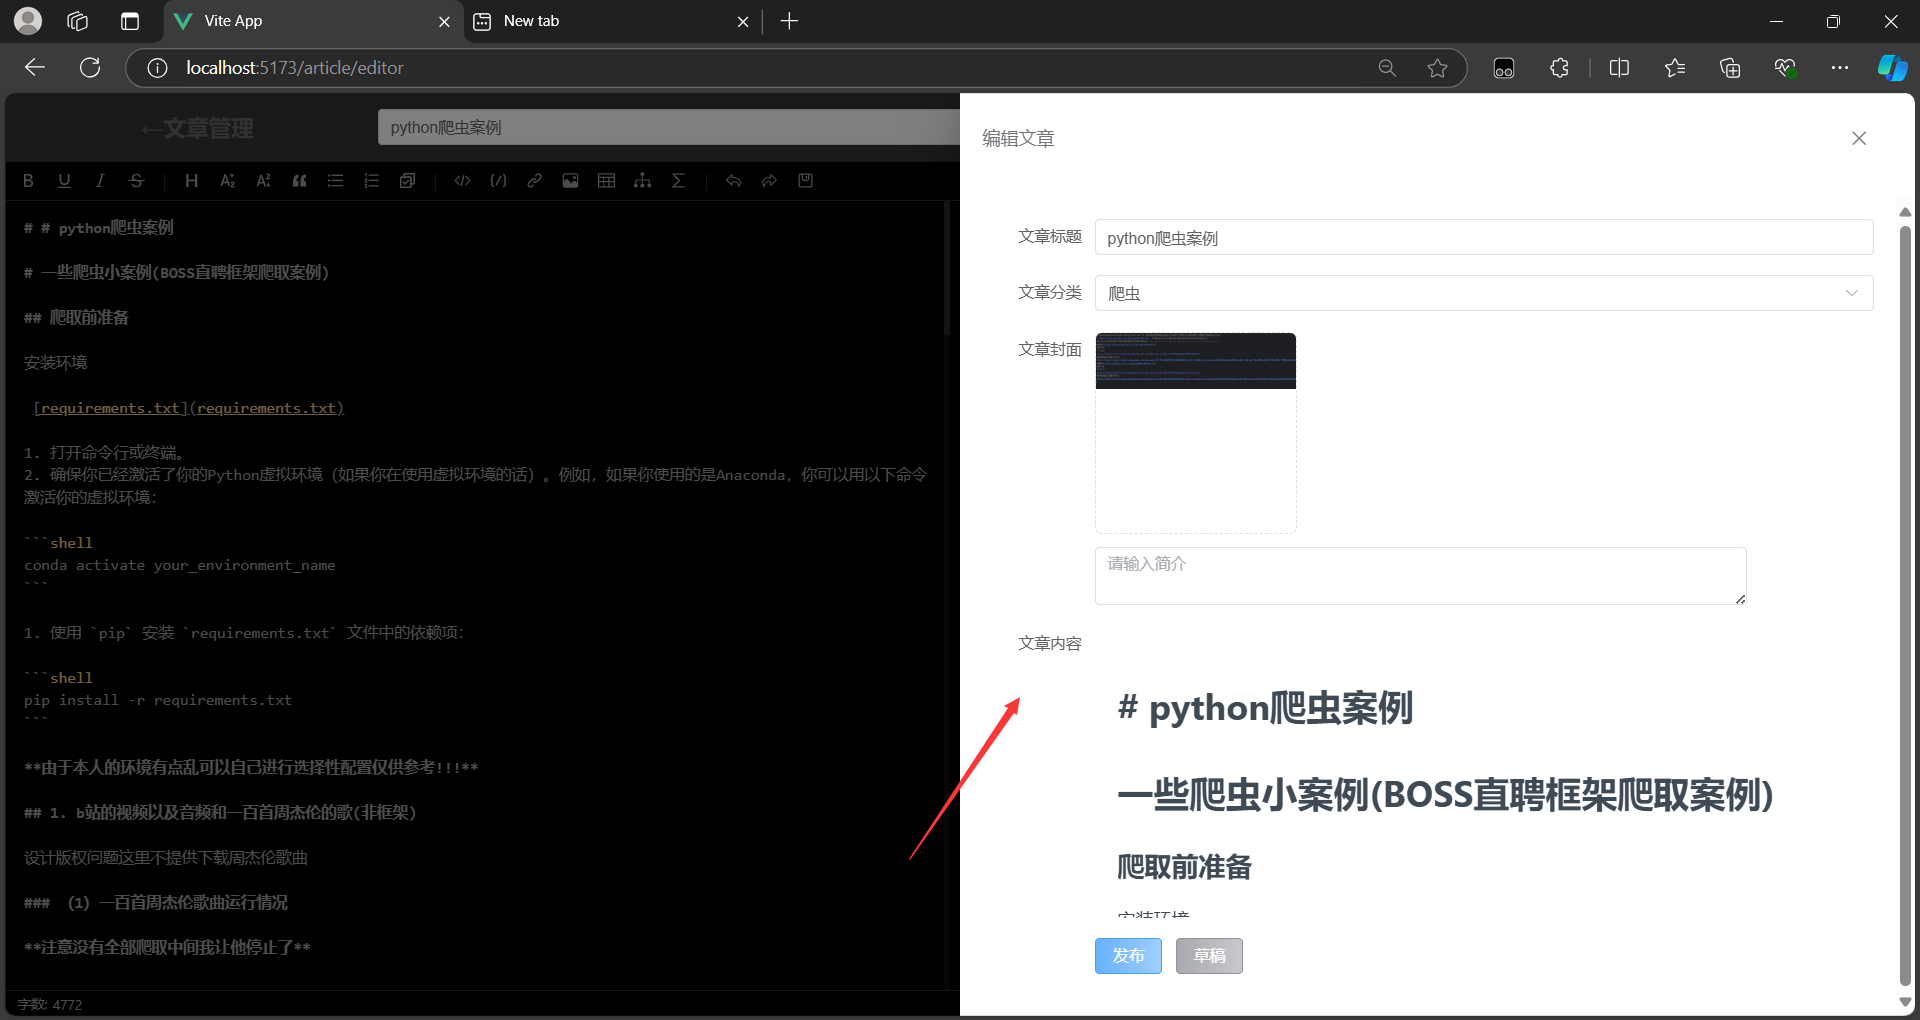 Vite App
New tab
localhost:5173/article/editor
←文章管理
python爬虫案例
# # python爬虫案例
# 一些爬虫小案例(BOSS直聘框架爬取案例)
## 爬取前准备
安装环境
[requirements.txt](requirements.txt)
1. 打开命令行或终端。
2. 确保你已经激活了你的Python虚拟环境（如果你在使用虚拟环境的话）。例如，如果你使用的是Anaconda，你可以用以下命令
激活你的虚拟环境：
```shell
conda activate your_environment_name
```
1. 使用 `pip` 安装 `requirements.txt` 文件中的依赖项：
```shell
pip install -r requirements.txt
```
**由于本人的环境有点乱可以自己进行选择性配置仅供参考!!!**
## 1. b站的视频以及音频和一百首周杰伦的歌(非框架)
设计版权问题这里不提供下载周杰伦歌曲
### （1）一百首周杰伦歌曲运行情况
**注意没有全部爬取中间我让他停止了**
字数: 4772
编辑文章
文章标题
python爬虫案例
文章分类
爬虫
文章封面
请输入简介
文章内容
# python爬虫案例
一些爬虫小案例(BOSS直聘框架爬取案例)
爬取前准备
安装环境
发布
草稿